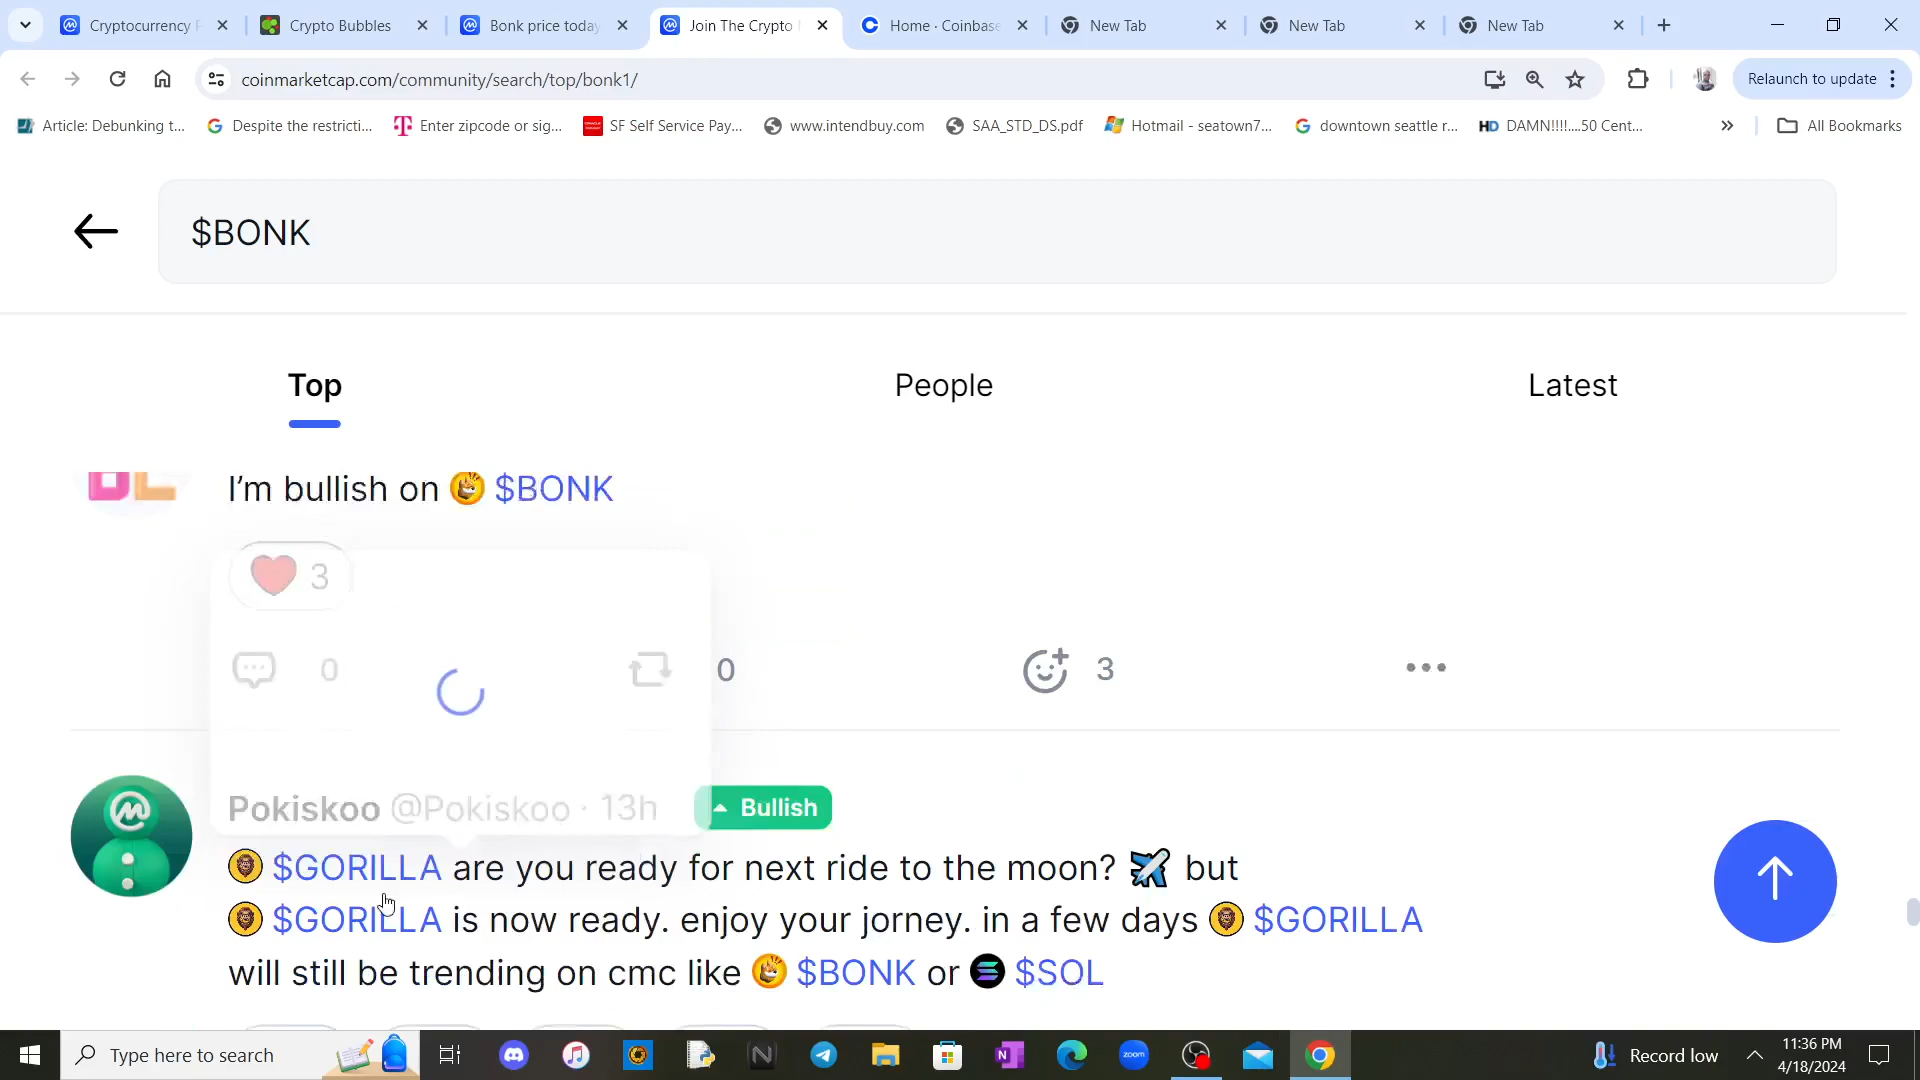 Cryptocurrency P
Crypto Bubbles
Bonk price today
Join The Crypto
Home · Coinbase
New Tab
New Tab
New Tab
coinmarketcap.com/community/search/top/bonk1/
Relaunch to update
Article: Debunking t...
Despite the restricti...
Enter zipcode or sig...
SF Self Service Pay...
www.intendbuy.com
SAA_STD_DS.pdf
Hotmail - seatown7...
downtown seattle r...
HD DAMN!!!!....50 Cent...
All Bookmarks
$BONK
Top
People
Latest
I'm bullish on $BONK
3
0
0
3
Pokiskoo @Pokiskoo · 13h Bullish
$GORILLA are you ready for next ride to the moon? but
$GORILLA is now ready. enjoy your jorney. in a few days $GORILLA
will still be trending on cmc like $BONK or $SOL
Type here to search
zoom
Record low
11:36 PM
4/18/2024